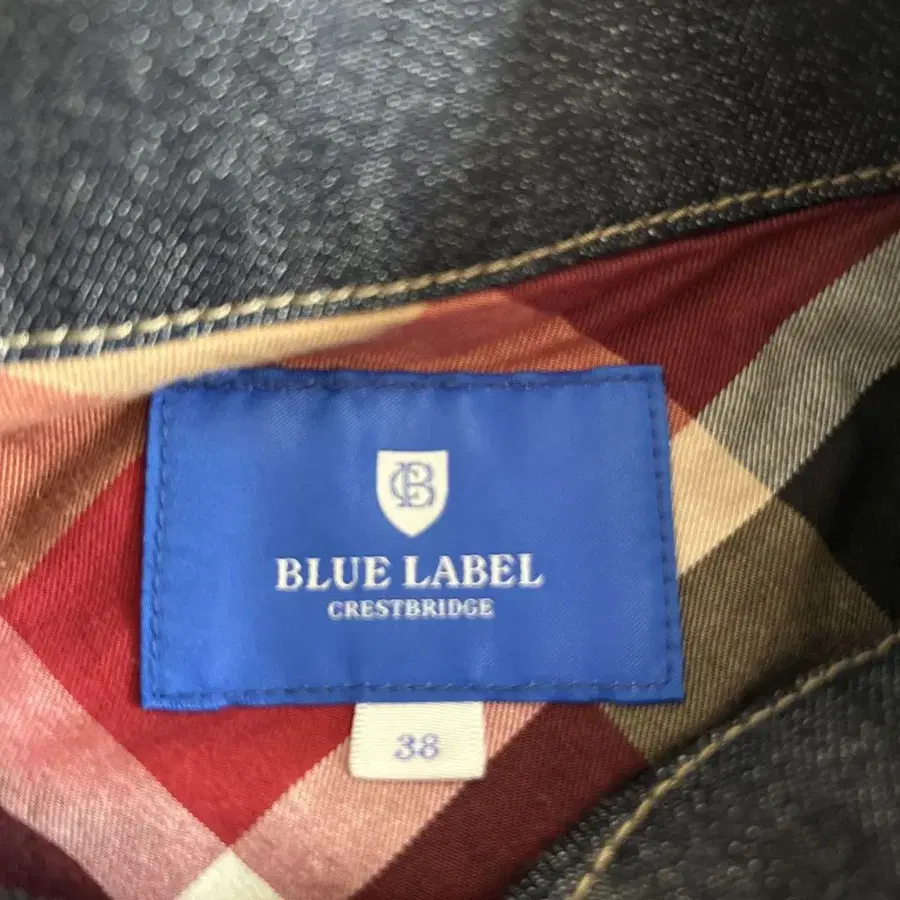 CB
BLUE LABEL
CRESTBRIDGE
38